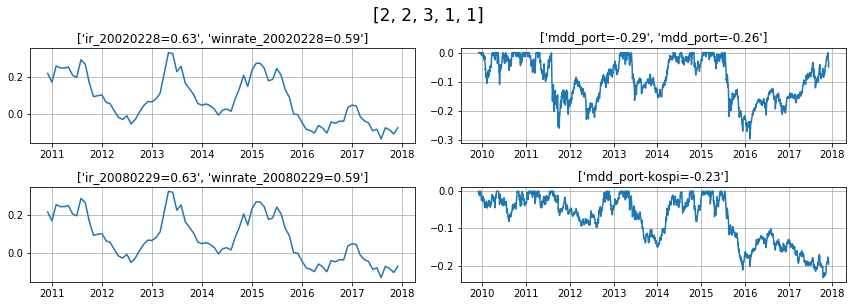 [2, 2, 3, 1, 1]
['ir_20020228=0.63', 'winrate_20020228=0.59']
0.2
0.0
2011 2012 2013 2014 2015 2016 2017 2018
['mdd_port=-0.29', 'mdd_port=-0.26']
0.0
−0.1
−0.2
−0.3
2010 2011 2012 2013 2014 2015 2016 2017 2018
['ir_20080229=0.63', 'winrate_20080229=0.59']
0.2
0.0
2011 2012 2013 2014 2015 2016 2017 2018
['mdd_port-kospi=-0.23']
0.0
−0.1
−0.2
2010 2011 2012 2013 2014 2015 2016 2017 2018